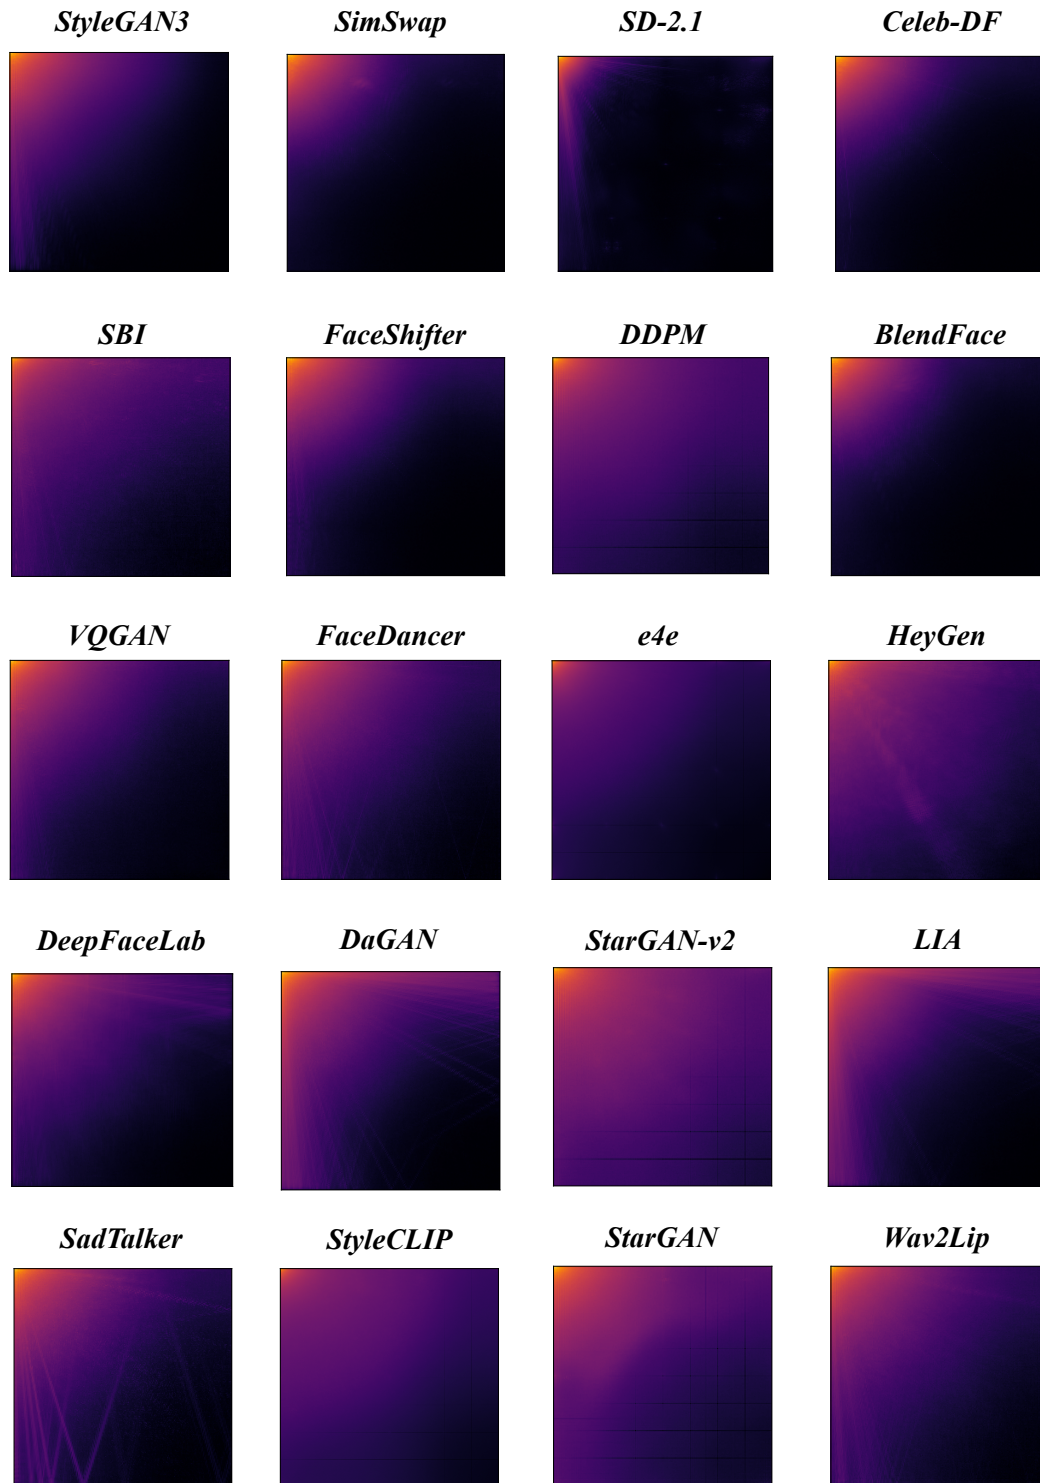 StyleGAN3 SimSwap SD-2.1 Celeb-DF
SBI FaceShifter DDPM BlendFace
VQGAN FaceDancer e4e HeyGen
DeepFaceLab DaGAN StarGAN-v2 LIA
SadTalker StyleCLIP StarGAN Wav2Lip